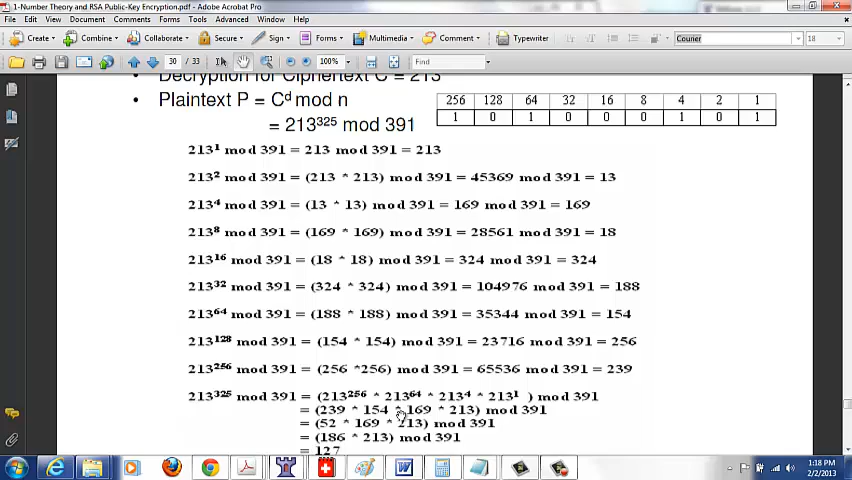 1-Number Theory and RSA Public-Key Encryption.pdf - Adobe Acrobat Pro
File Edit View Document Comments Forms Tools Advanced Window Help
Create Combine Collaborate Secure Sign Forms Multimedia Comment Typewriter Courier 18
30 / 33 100% Find
• Decryption for Ciphertext C = 213
• Plaintext P = Cᵈ mod n
= 213³²⁵ mod 391
256 128 64 32 16 8 4 2 1
1 0 1 0 0 0 1 0 1
213¹ mod 391 = 213 mod 391 = 213
213² mod 391 = (213 * 213) mod 391 = 45369 mod 391 = 13
213⁴ mod 391 = (13 * 13) mod 391 = 169 mod 391 = 169
213⁸ mod 391 = (169 * 169) mod 391 = 28561 mod 391 = 18
213¹⁶ mod 391 = (18 * 18) mod 391 = 324 mod 391 = 324
213³² mod 391 = (324 * 324) mod 391 = 104976 mod 391 = 188
213⁶⁴ mod 391 = (188 * 188) mod 391 = 35344 mod 391 = 154
213¹²⁸ mod 391 = (154 * 154) mod 391 = 23716 mod 391 = 256
213²⁵⁶ mod 391 = (256 *256) mod 391 = 65536 mod 391 = 239
213³²⁵ mod 391 = (213²⁵⁶ * 213⁶⁴ * 213⁴ * 213¹ ) mod 391
= (239 * 154 * 169 * 213) mod 391
= (52 * 169 * 213) mod 391
= (186 * 213) mod 391
= 127
1:18 PM
2/2/2013